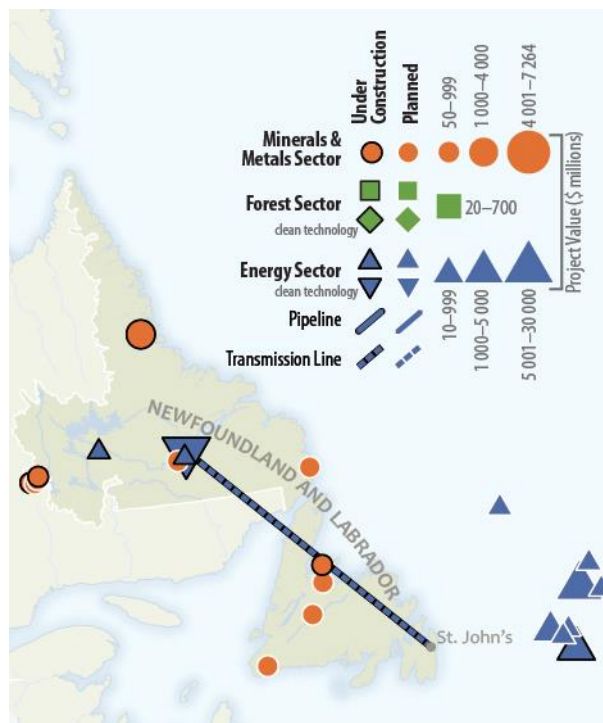 Under
Construction
Planned
50–999
1 000–4 000
4 001–7 264
Minerals &
Metals Sector
Forest Sector
clean technology
20–700
Energy Sector
clean technology
Pipeline
Transmission Line
10–999
1 000–5 000
5 001–30 000
Project Value ($ millions)
NEWFOUNDLAND AND LABRADOR
St. John's